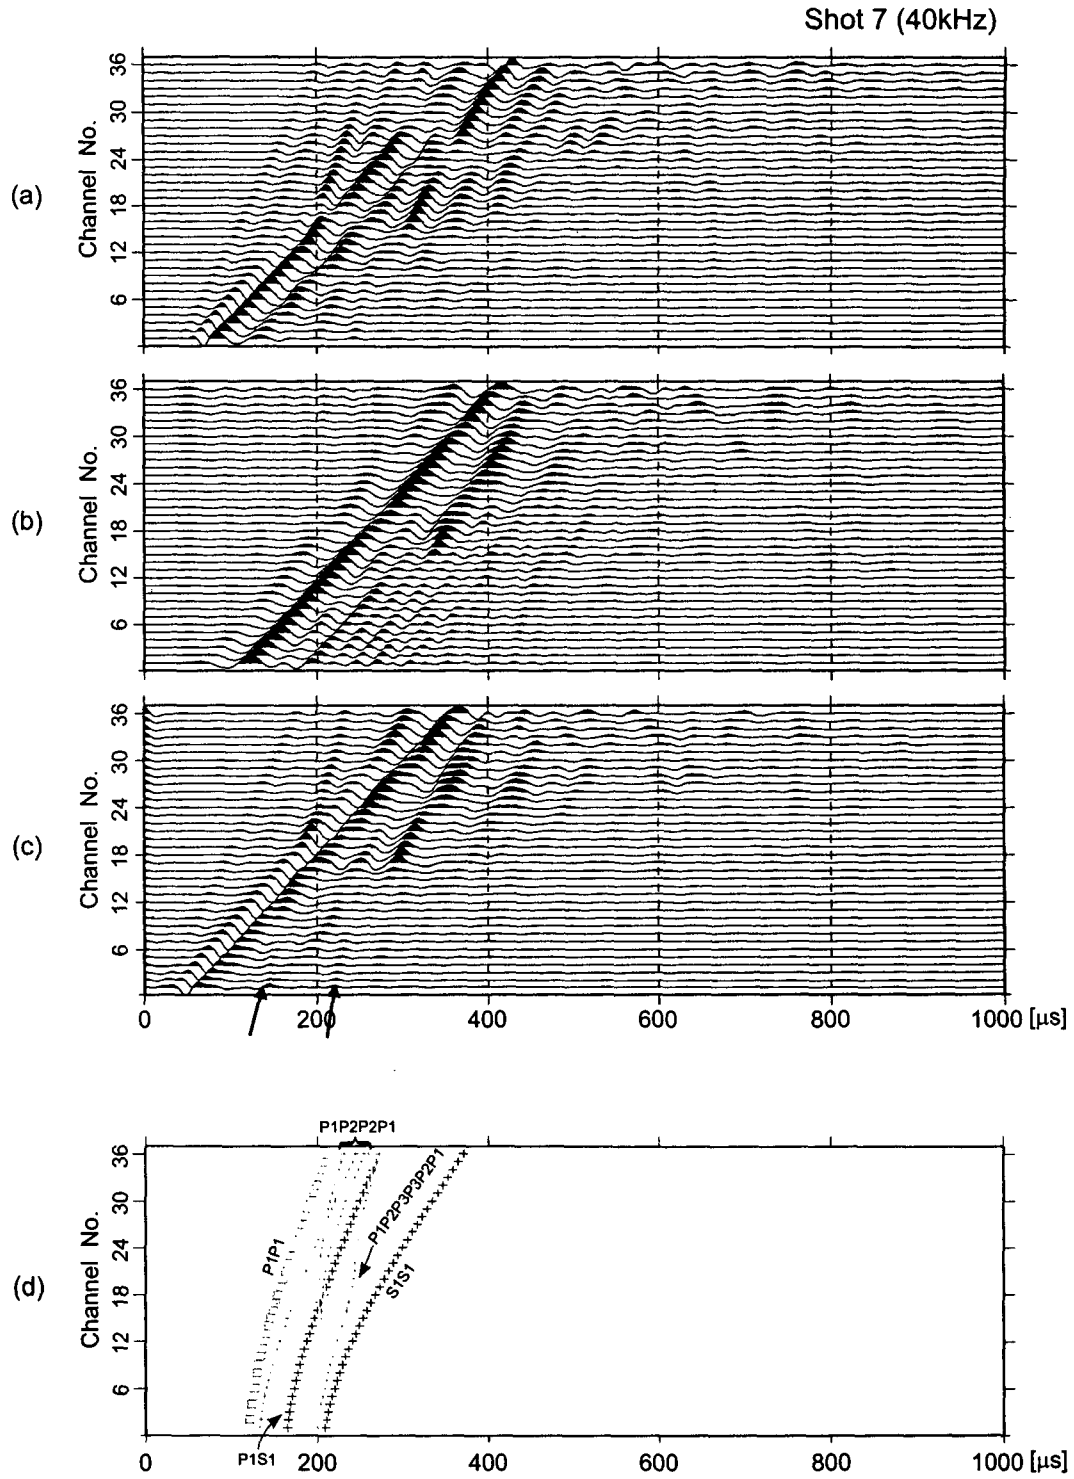 Shot 7 (40kHz)
(a)
Channel No.
36
30
24
18
12
6
(b)
Channel No.
36
30
24
18
12
6
(c)
Channel No.
36
30
24
18
12
6
0 200 400 600 800 1000 [μs]
(d)
Channel No.
36
30
24
18
12
6
P1P2P2P1
P1P1
P1P2P3P3P2P1
S1S1
P1S1
0 200 400 600 800 1000 [μs]